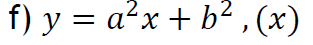 f) y = a²x + b² , (x)